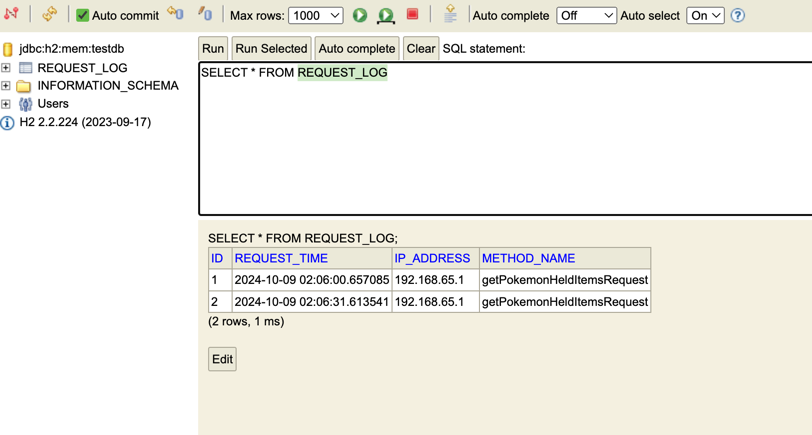 Auto commit Max rows: 1000 Auto complete Off Auto select On
jdbc:h2:mem:testdb
REQUEST_LOG
INFORMATION_SCHEMA
Users
H2 2.2.224 (2023-09-17)
Run Run Selected Auto complete Clear SQL statement:
SELECT * FROM REQUEST_LOG
SELECT * FROM REQUEST_LOG;
ID REQUEST_TIME IP_ADDRESS METHOD_NAME
1 2024-10-09 02:06:00.657085 192.168.65.1 getPokemonHeldItemsRequest
2 2024-10-09 02:06:31.613541 192.168.65.1 getPokemonHeldItemsRequest
(2 rows, 1 ms)
Edit